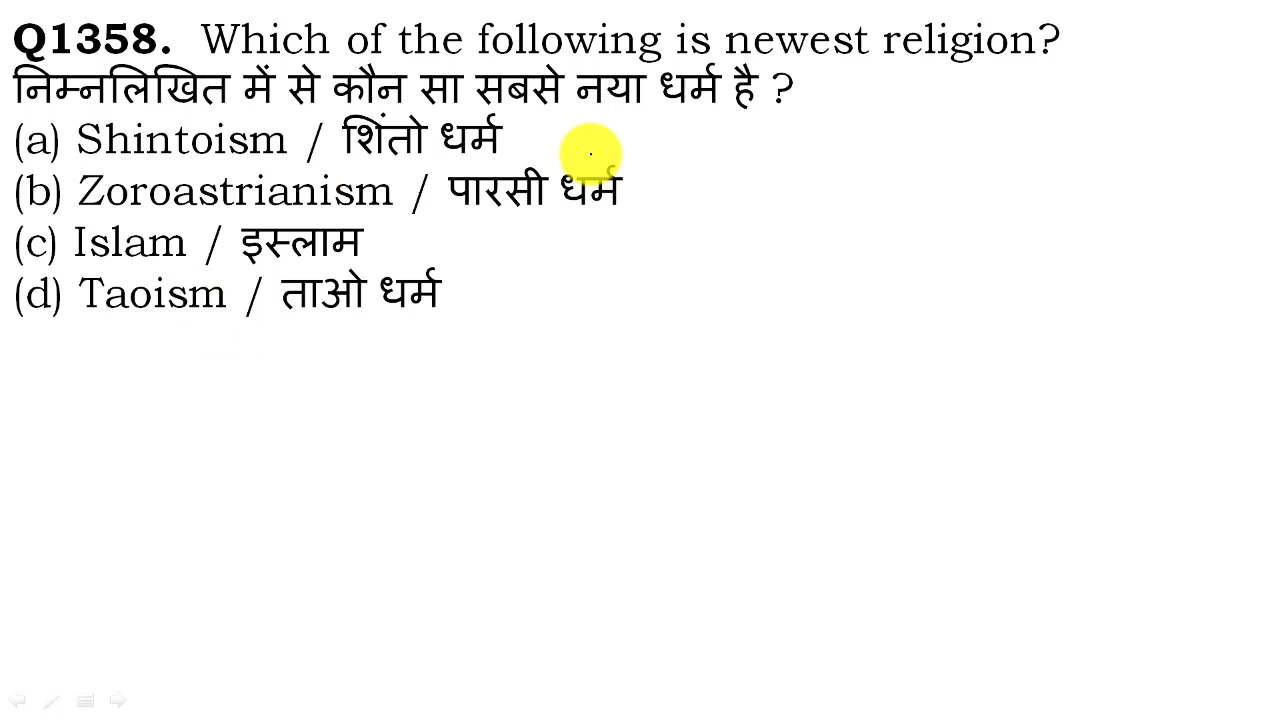 Q1358. Which of the following is newest religion?
निम्नलिखित में से कौन सा सबसे नया धर्म है ?
(a) Shintoism / शिंतो धर्म
(b) Zoroastrianism / पारसी धर्म
(c) Islam / इस्लाम
(d) Taoism / ताओ धर्म